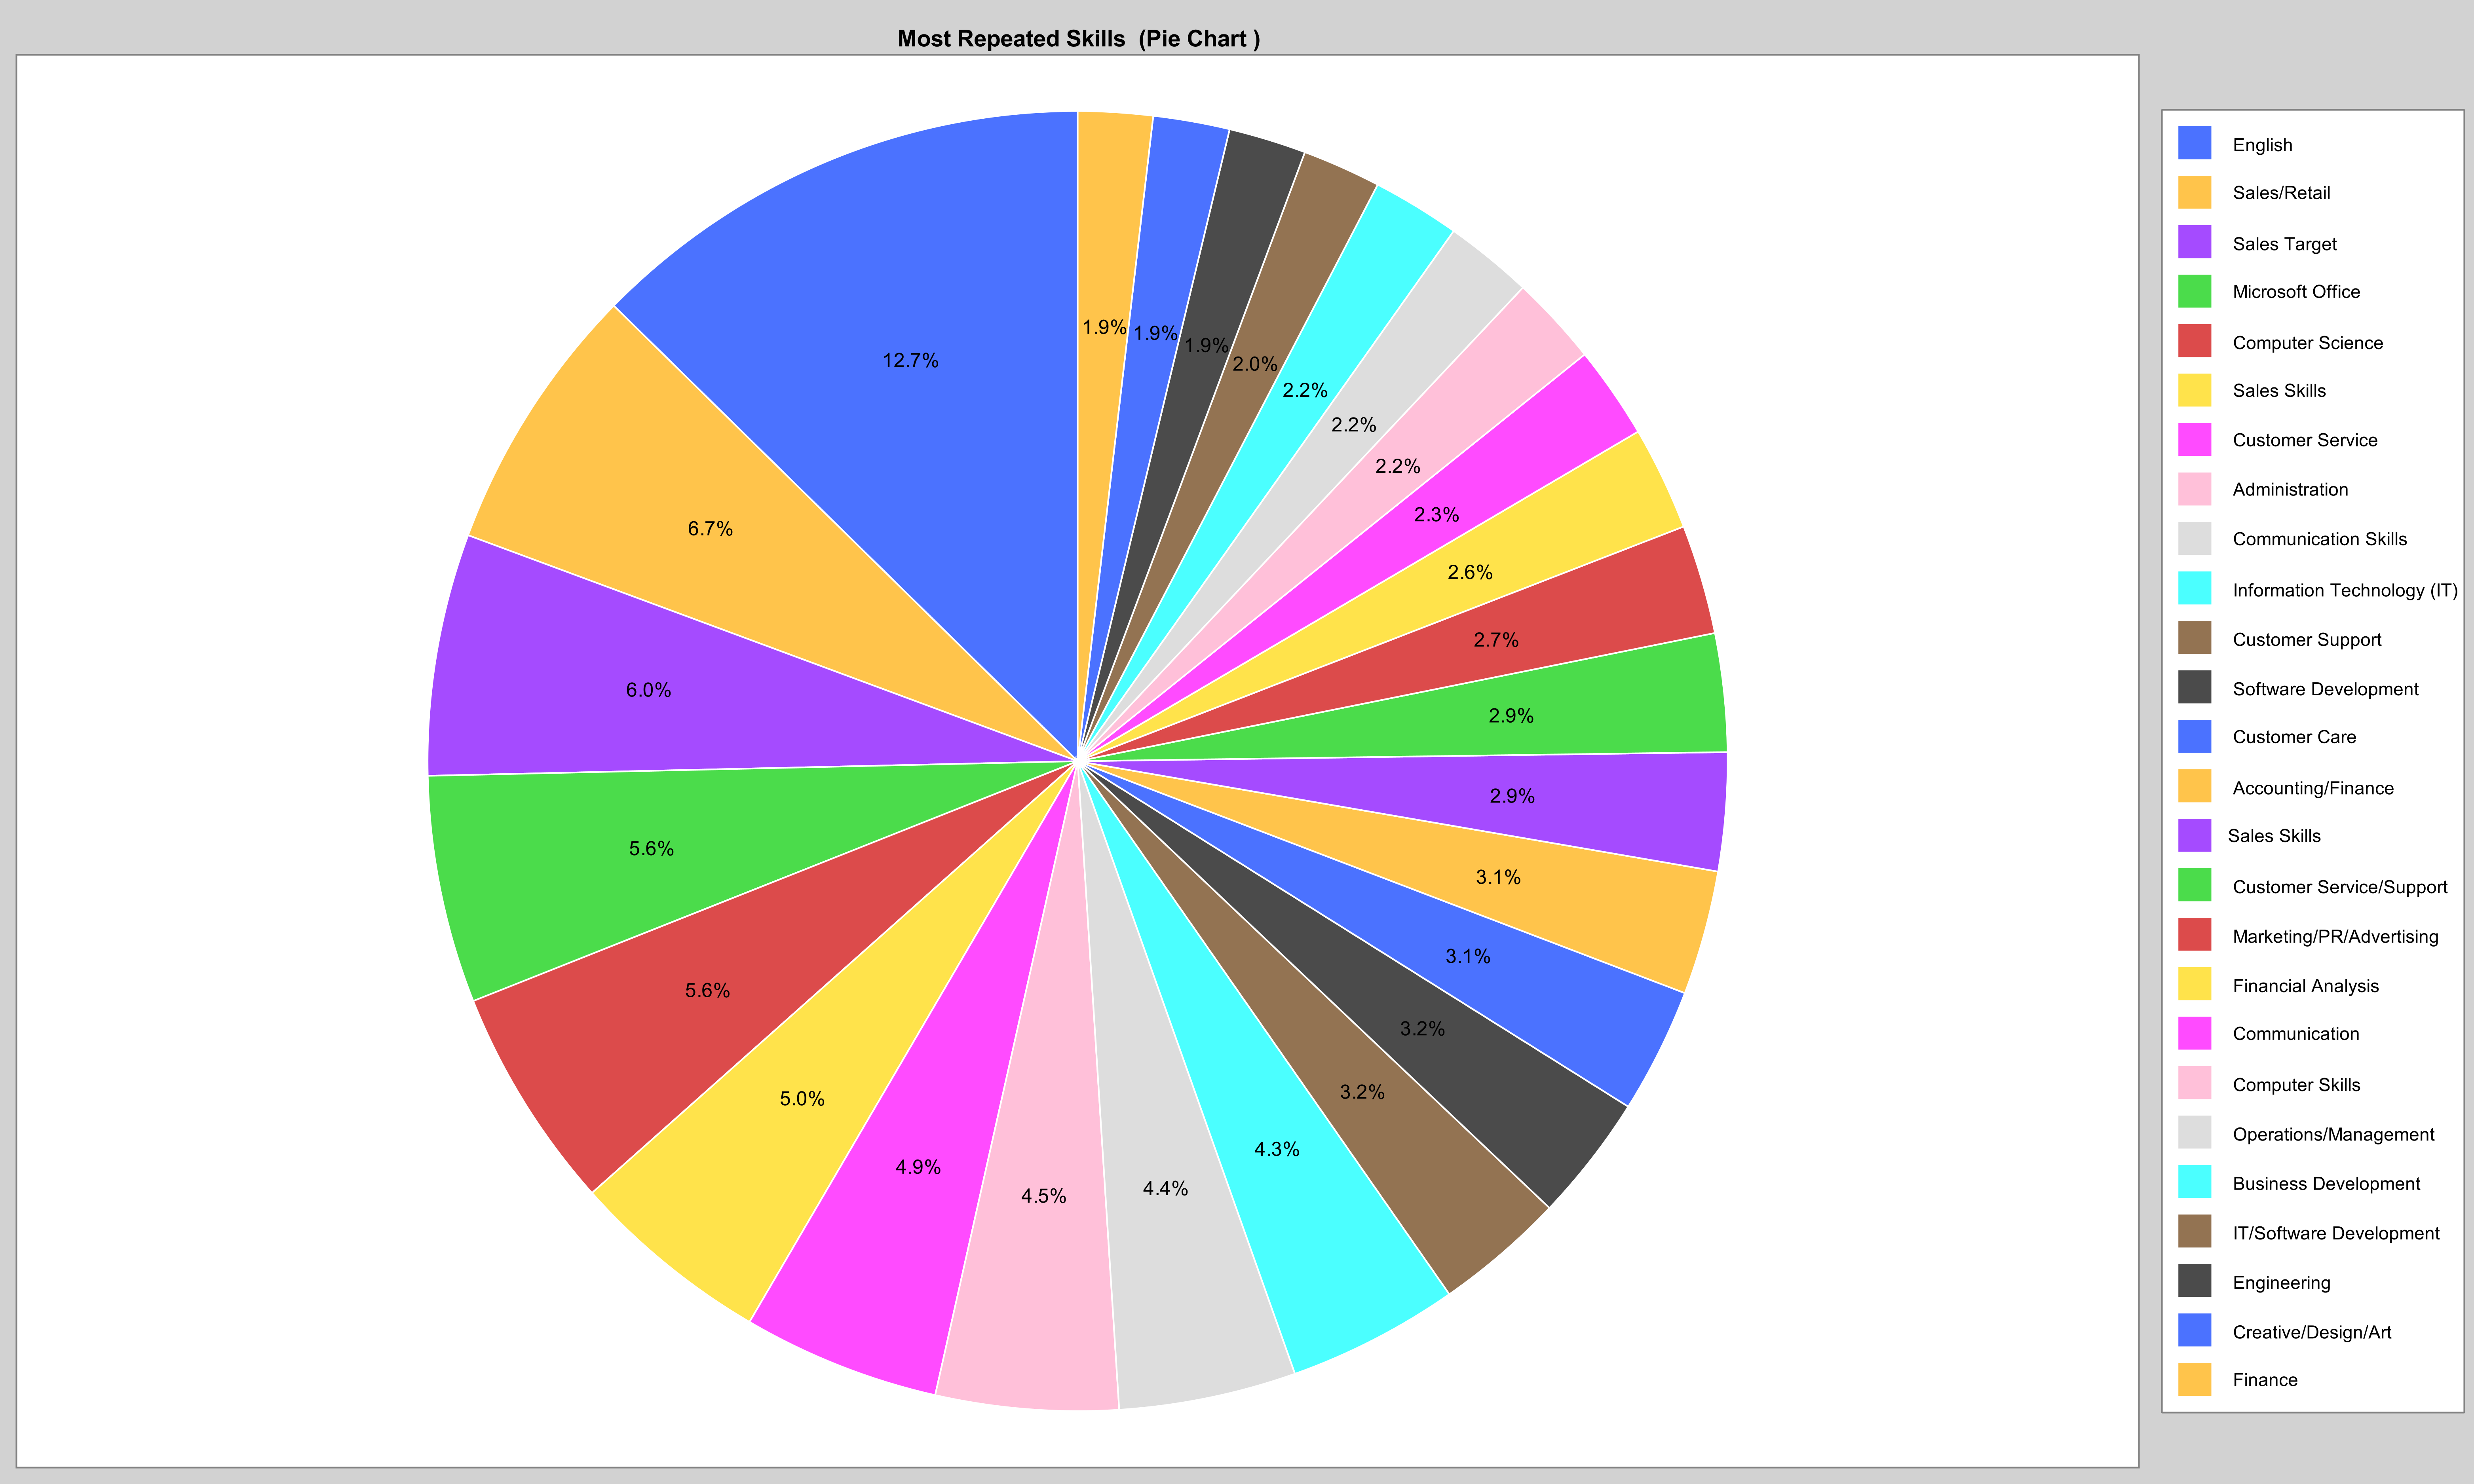 Most Repeated Skills  (Pie Chart )
12.7%
6.7%
6.0%
5.6%
5.6%
5.0%
4.9%
4.5%
4.4%
4.3%
3.2%
3.2%
3.1%
3.1%
2.9%
2.9%
2.7%
2.6%
2.3%
2.2%
2.2%
2.2%
2.0%
1.9%
1.9%
1.9%
English
Sales/Retail
Sales Target
Microsoft Office
Computer Science
Sales Skills
Customer Service
Administration
Communication Skills
Information Technology (IT)
Customer Support
Software Development
Customer Care
Accounting/Finance
Sales Skills
Customer Service/Support
Marketing/PR/Advertising
Financial Analysis
Communication
Computer Skills
Operations/Management
Business Development
IT/Software Development
Engineering
Creative/Design/Art
Finance